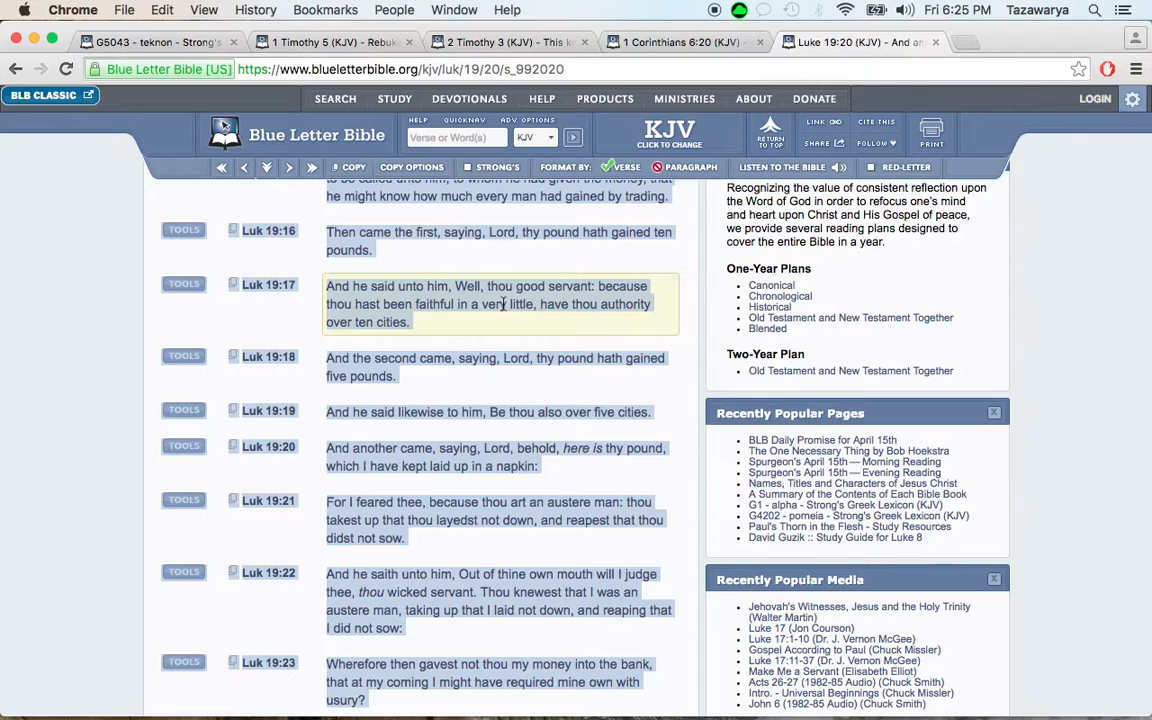 Chrome File Edit View History Bookmarks People Window Help Fri 6:25 PM Tazawarya
G5043 - teknon - Strong's
1 Timothy 5 (KJV) - Rebuk
2 Timothy 3 (KJV) - This kn
1 Corinthians 6:20 (KJV) -
Luke 19:20 (KJV) - And an
Blue Letter Bible [US] https://www.blueletterbible.org/kjv/luk/19/20/s_992020
BLB CLASSIC
SEARCH STUDY DEVOTIONALS HELP PRODUCTS MINISTRIES ABOUT DONATE LOGIN
Blue Letter Bible
HELP QUICKNAV ADV. OPTIONS
Verse or Word(s) KJV
KJV
CLICK TO CHANGE
RETURN
TO TOP
LINK CITE THIS
SHARE FOLLOW
PRINT
COPY COPY OPTIONS STRONG'S FORMAT BY: VERSE PARAGRAPH LISTEN TO THE BIBLE RED-LETTER
to be called unto him, to whom he had given the money, that
he might know how much every man had gained by trading.
TOOLS Luk 19:16 Then came the first, saying, Lord, thy pound hath gained ten
pounds.
TOOLS Luk 19:17 And he said unto him, Well, thou good servant: because
thou hast been faithful in a very little, have thou authority
over ten cities.
TOOLS Luk 19:18 And the second came, saying, Lord, thy pound hath gained
five pounds.
TOOLS Luk 19:19 And he said likewise to him, Be thou also over five cities.
TOOLS Luk 19:20 And another came, saying, Lord, behold, here is thy pound,
which I have kept laid up in a napkin:
TOOLS Luk 19:21 For I feared thee, because thou art an austere man: thou
takest up that thou layedst not down, and reapest that thou
didst not sow.
TOOLS Luk 19:22 And he saith unto him, Out of thine own mouth will I judge
thee, thou wicked servant. Thou knewest that I was an
austere man, taking up that I laid not down, and reaping that
I did not sow:
TOOLS Luk 19:23 Wherefore then gavest not thou my money into the bank,
that at my coming I might have required mine own with
usury?
Recognizing the value of consistent reflection upon
the Word of God in order to refocus one's mind
and heart upon Christ and His Gospel of peace,
we provide several reading plans designed to
cover the entire Bible in a year.
One-Year Plans
Canonical
Chronological
Historical
Old Testament and New Testament Together
Blended
Two-Year Plan
Old Testament and New Testament Together
Recently Popular Pages
BLB Daily Promise for April 15th
The One Necessary Thing by Bob Hoekstra
Spurgeon's April 15th — Morning Reading
Spurgeon's April 15th — Evening Reading
Names, Titles and Characters of Jesus Christ
A Summary of the Contents of Each Bible Book
G1 - alpha - Strong's Greek Lexicon (KJV)
G4202 - porneia - Strong's Greek Lexicon (KJV)
Paul's Thorn in the Flesh - Study Resources
David Guzik :: Study Guide for Luke 8
Recently Popular Media
Jehovah's Witnesses, Jesus and the Holy Trinity
(Walter Martin)
Luke 17 (Jon Courson)
Luke 17:1-10 (Dr. J. Vernon McGee)
Gospel According to Paul (Chuck Missler)
Luke 17:11-37 (Dr. J. Vernon McGee)
Make Me a Servant (Elisabeth Elliot)
Acts 26-27 (1982-85 Audio) (Chuck Smith)
Intro. - Universal Beginnings (Chuck Missler)
John 6 (1982-85 Audio) (Chuck Smith)